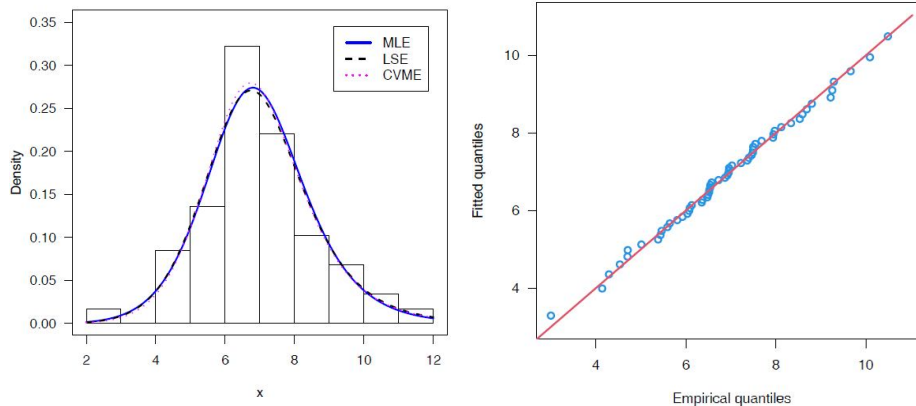 0.35
0.30
0.25
0.20
0.15
0.10
0.05
0.00
Density
2 4 6 8 10 12
x
MLE
LSE
CVME
10
8
6
4
Fitted quantiles
4 6 8 10
Empirical quantiles